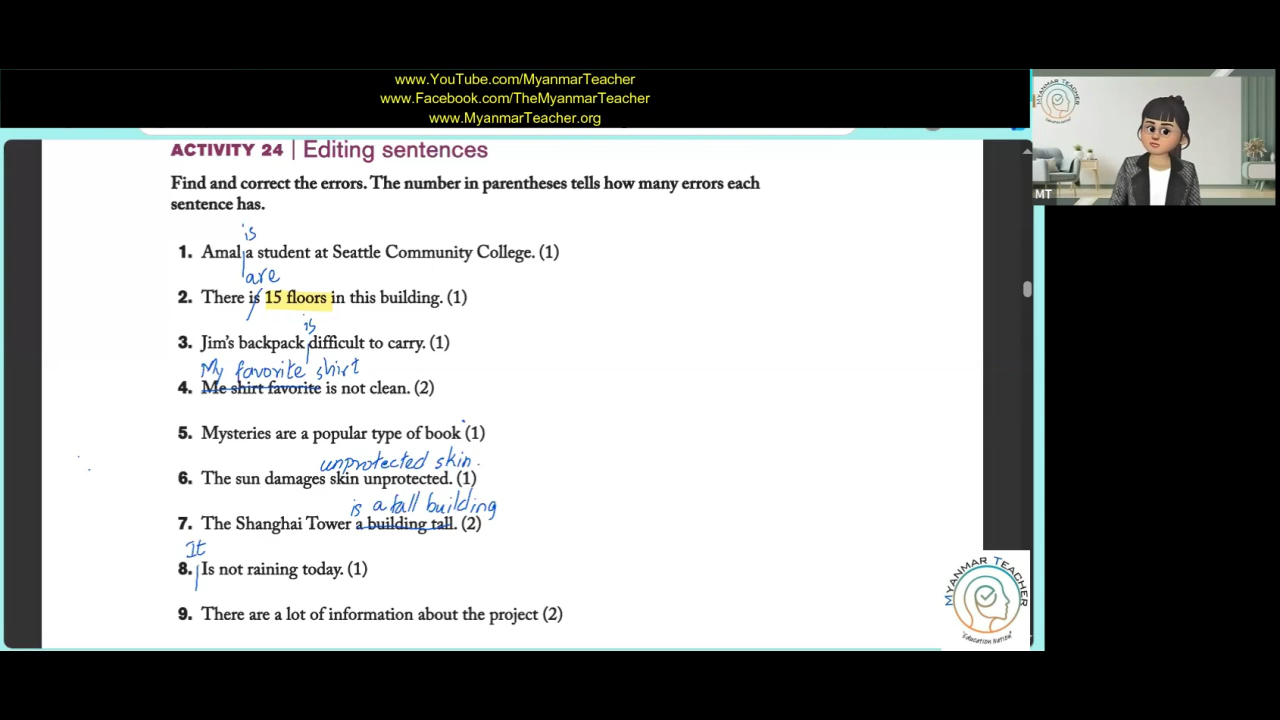 www.YouTube.com/MyanmarTeacher
www.Facebook.com/TheMyanmarTeacher
www.MyanmarTeacher.org
MYANMAR TEACHER
MT
ACTIVITY 24 | Editing sentences
Find and correct the errors. The number in parentheses tells how many errors each
sentence has.
is
1. Amal a student at Seattle Community College. (1)
are
2. There is 15 floors in this building. (1)
is
3. Jim's backpack difficult to carry. (1)
My favorite shirt
4. Me shirt favorite is not clean. (2)
5. Mysteries are a popular type of book (1)
unprotected skin.
6. The sun damages skin unprotected. (1)
is a tall building
7. The Shanghai Tower a building tall. (2)
It
8. Is not raining today. (1)
9. There are a lot of information about the project (2)
MYANMAR TEACHER
"Education Nation"